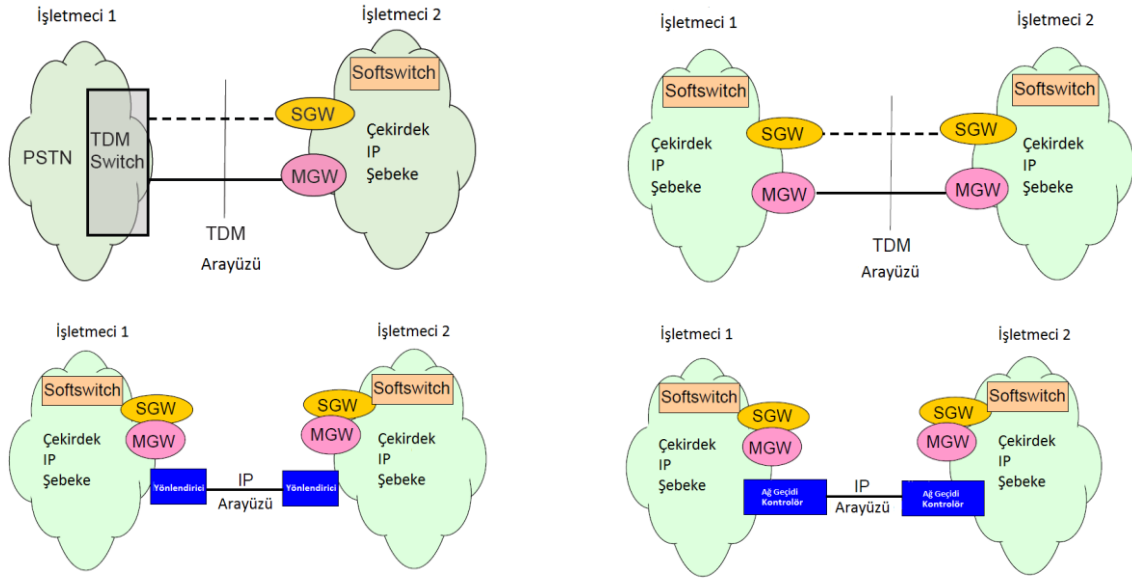 İşletmeci 1
İşletmeci 2
Softswitch
SGW
TDM
Switch
PSTN
Çekirdek
IP
Şebeke
MGW
TDM
Arayüzü
İşletmeci 1
İşletmeci 2
Softswitch
Softswitch
SGW
SGW
Çekirdek
IP
Şebeke
Çekirdek
IP
Şebeke
MGW
MGW
TDM
Arayüzü
İşletmeci 1
İşletmeci 2
Softswitch
Softswitch
SGW
SGW
MGW
MGW
Çekirdek
IP
Şebeke
Çekirdek
IP
Şebeke
Yönlendirici
Yönlendirici
IP
Arayüzü
İşletmeci 1
İşletmeci 2
Softswitch
Softswitch
SGW
SGW
MGW
MGW
Çekirdek
IP
Şebeke
Çekirdek
IP
Şebeke
Ağ Geçidi
Kontrolör
Ağ Geçidi
Kontrolör
IP
Arayüzü